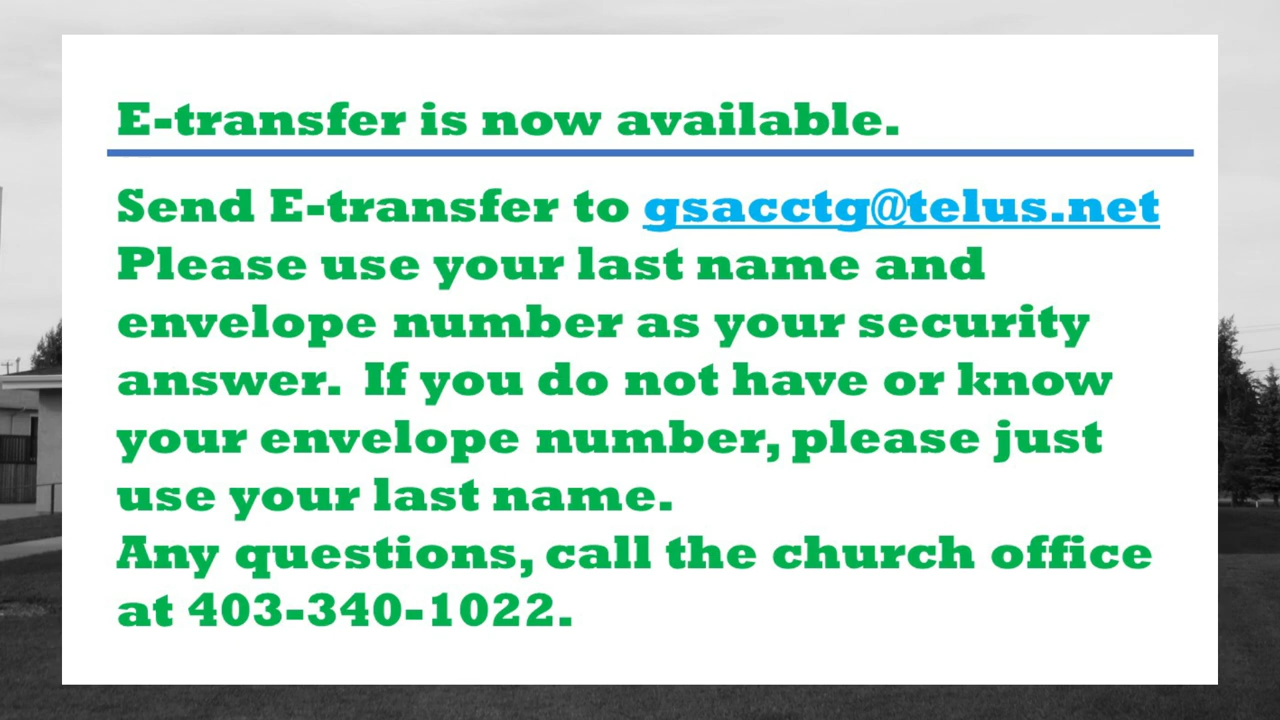 E-transfer is now available.
Send E-transfer to gsacctg@telus.net
Please use your last name and
envelope number as your security
answer.  If you do not have or know
your envelope number, please just
use your last name.
Any questions, call the church office
at 403-340-1022.